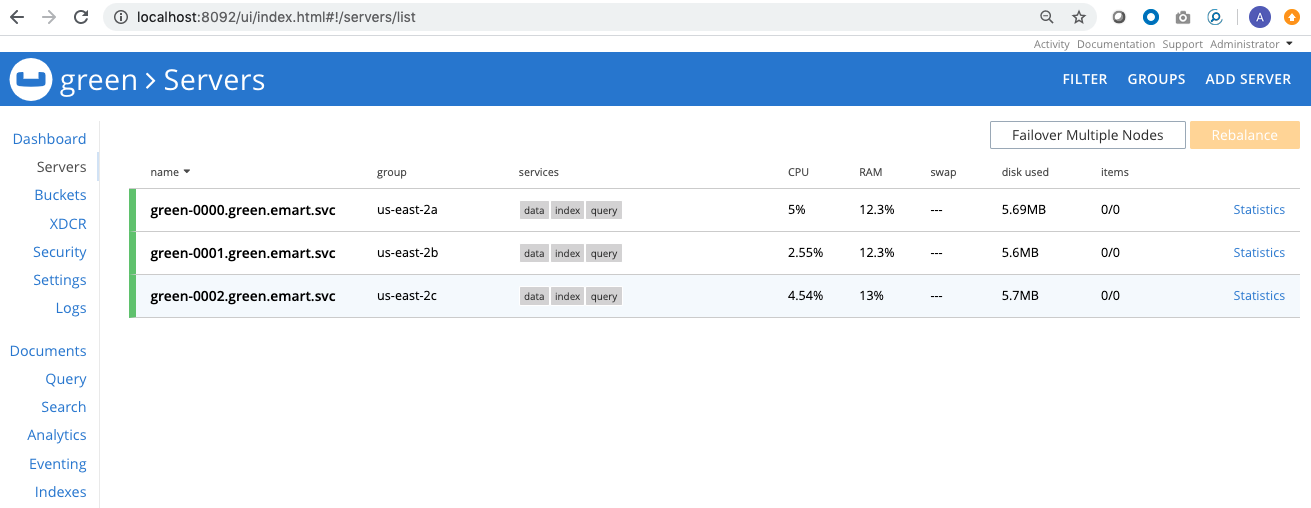 localhost:8092/ui/index.html#!/servers/list
A
Activity Documentation Support Administrator
green > Servers
FILTER GROUPS ADD SERVER
Dashboard
Servers
Buckets
XDCR
Security
Settings
Logs
Documents
Query
Search
Analytics
Eventing
Indexes
Failover Multiple Nodes Rebalance
name group services CPU RAM swap disk used items
green-0000.green.emart.svc us-east-2a data index query 5% 12.3% --- 5.69MB 0/0 Statistics
green-0001.green.emart.svc us-east-2b data index query 2.55% 12.3% --- 5.6MB 0/0 Statistics
green-0002.green.emart.svc us-east-2c data index query 4.54% 13% --- 5.7MB 0/0 Statistics